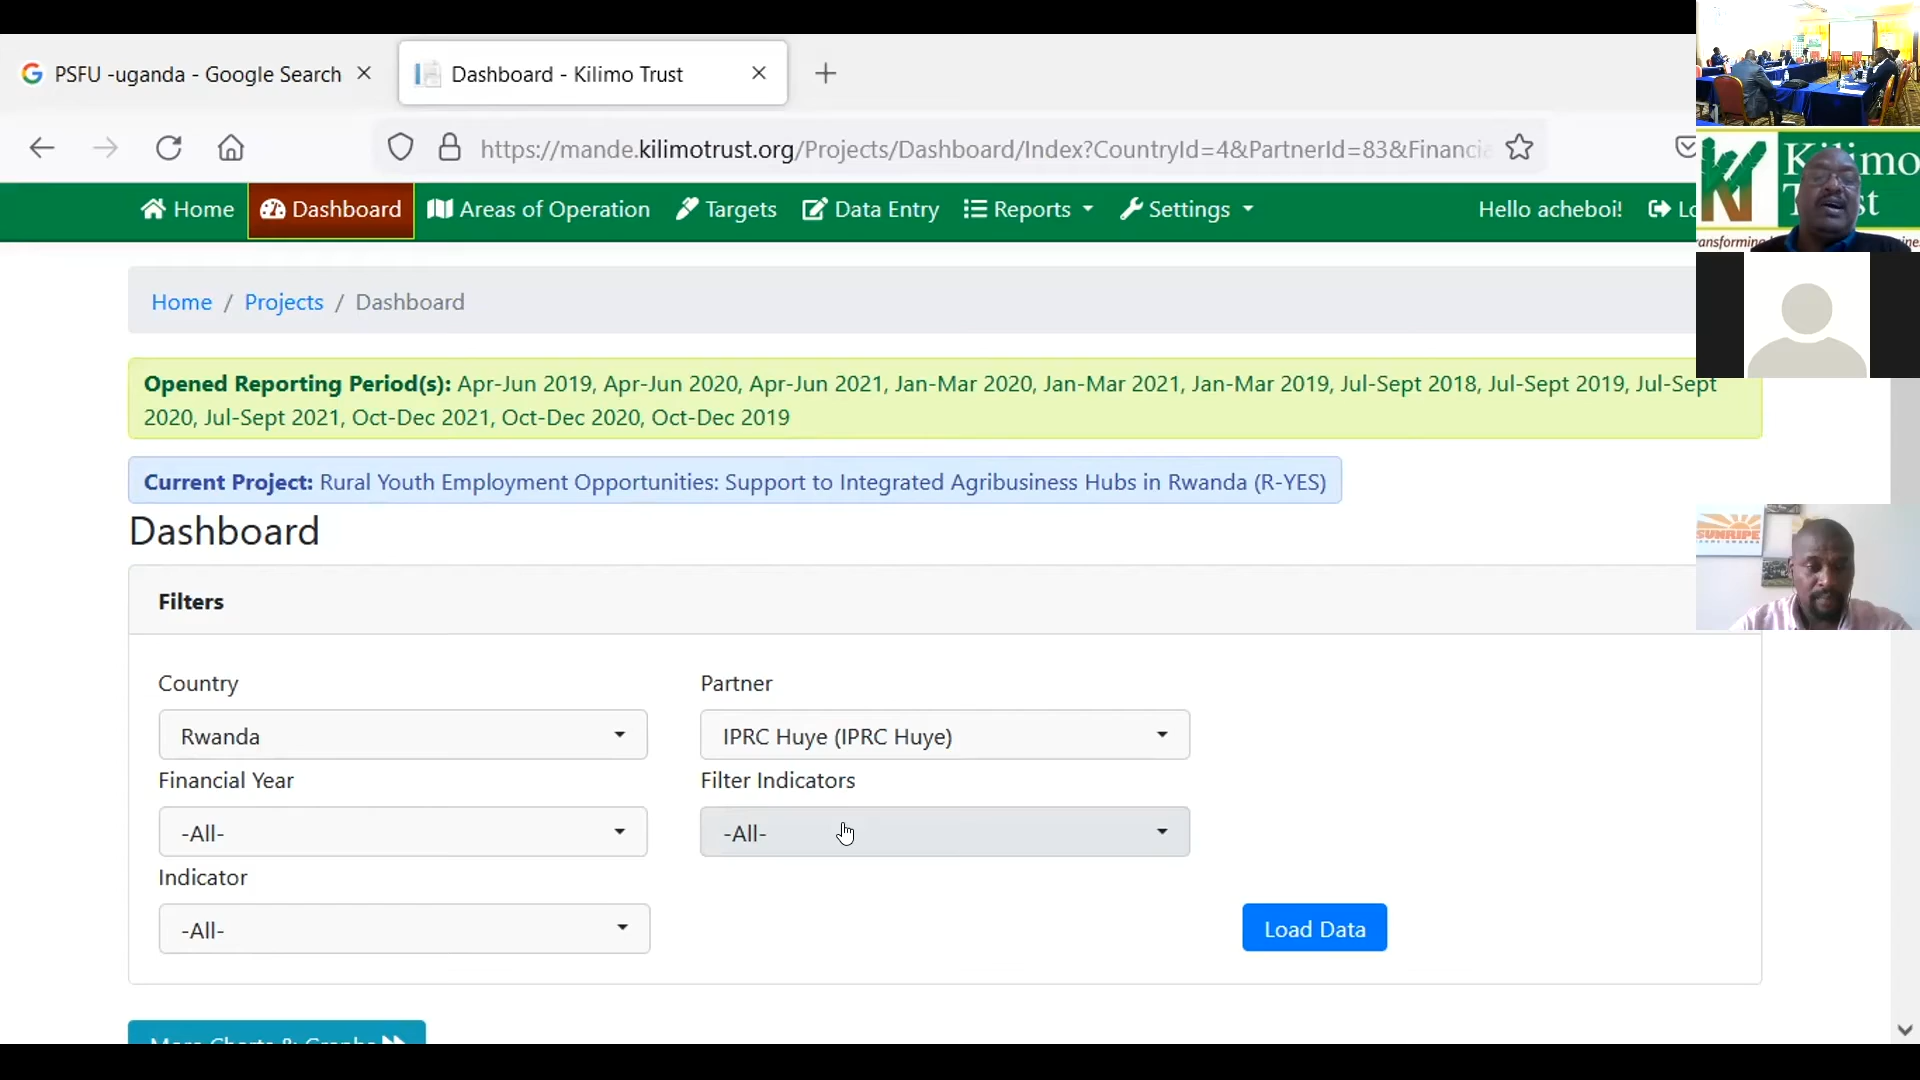 PSFU -uganda - Google Search
Dashboard - Kilimo Trust
https://mande.kilimotrust.org/Projects/Dashboard/Index?CountryId=4&PartnerId=83&Financi
Home
Dashboard
Areas of Operation
Targets
Data Entry
Reports
Settings
Hello acheboi!
Home / Projects / Dashboard
Opened Reporting Period(s): Apr-Jun 2019, Apr-Jun 2020, Apr-Jun 2021, Jan-Mar 2020, Jan-Mar 2021, Jan-Mar 2019, Jul-Sept 2018, Jul-Sept 2019, Jul-Sept
2020, Jul-Sept 2021, Oct-Dec 2021, Oct-Dec 2020, Oct-Dec 2019
Current Project: Rural Youth Employment Opportunities: Support to Integrated Agribusiness Hubs in Rwanda (R-YES)
Dashboard
Filters
Country
Partner
Rwanda
IPRC Huye (IPRC Huye)
Financial Year
Filter Indicators
-All-
-All-
Indicator
-All-
Load Data
More Charts & Graphs
SUNRIPE